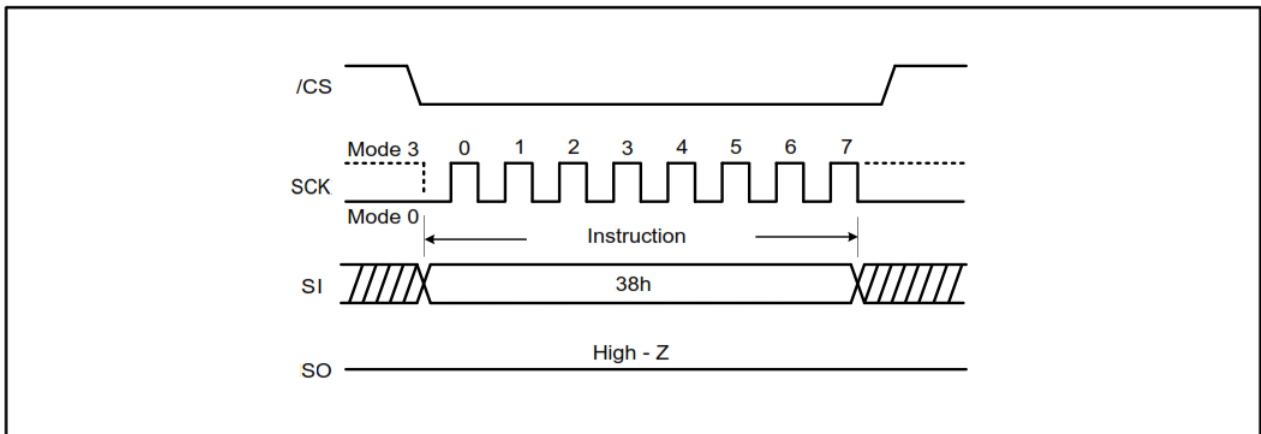 /CS
Mode 3 0 1 2 3 4 5 6 7
SCK
Mode 0
Instruction
SI 38h
High - Z
SO